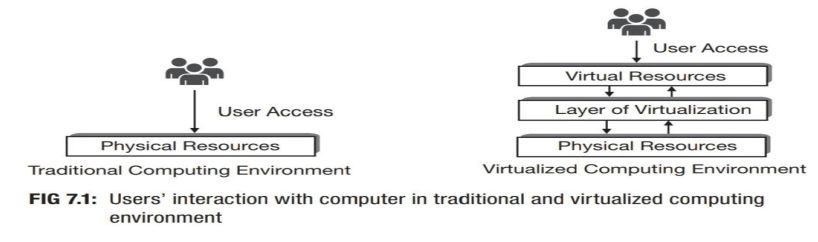 User Access
Physical Resources
Traditional Computing Environment
User Access
Virtual Resources
Layer of Virtualization
Physical Resources
Virtualized Computing Environment
FIG 7.1: Users' interaction with computer in traditional and virtualized computing
environment